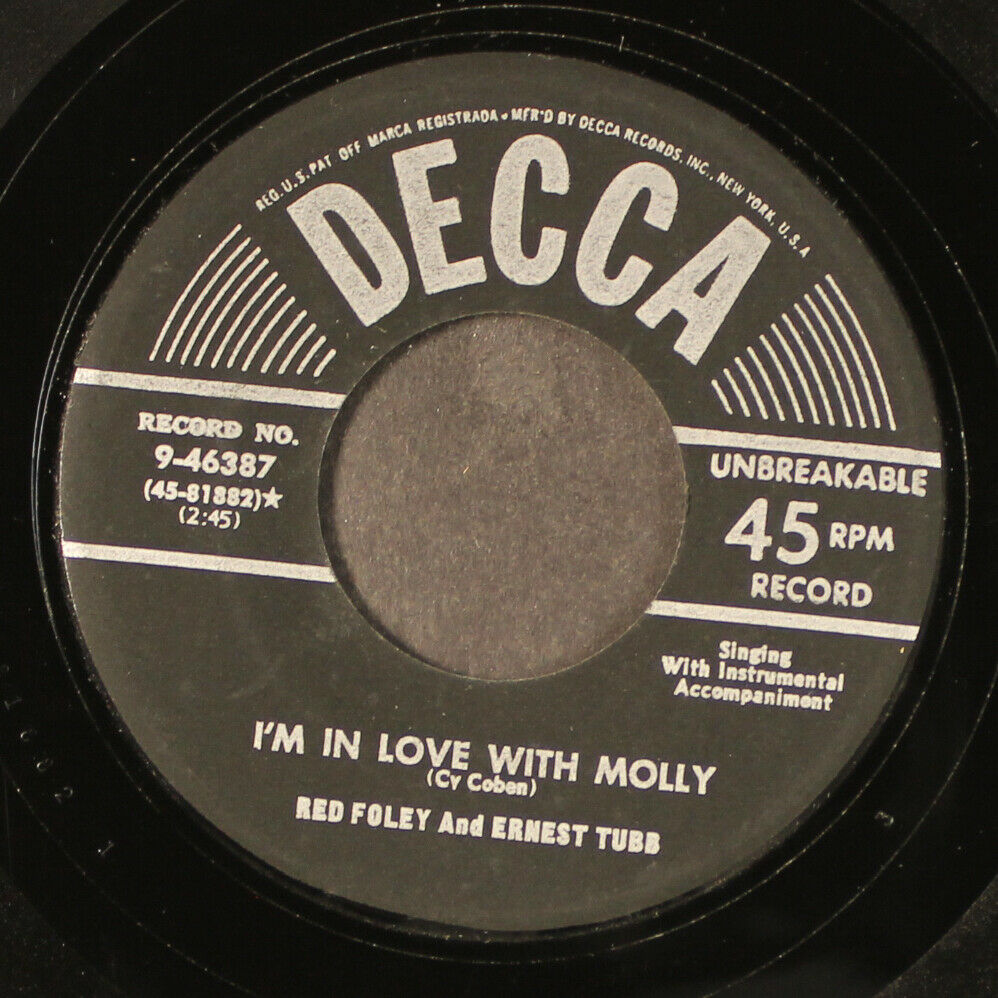 REG. U.S. PAT OFF MARCA REGISTRADA • MFR'D BY DECCA RECORDS, INC., NEW YORK, U.S.A
DECCA
RECORD NO.
9-46387
(45-81882)★
(2:45)
UNBREAKABLE
45 RPM
RECORD
Singing
With Instrumental
Accompaniment
I'M IN LOVE WITH MOLLY
(Cy Coben)
RED FOLEY And ERNEST TUBB